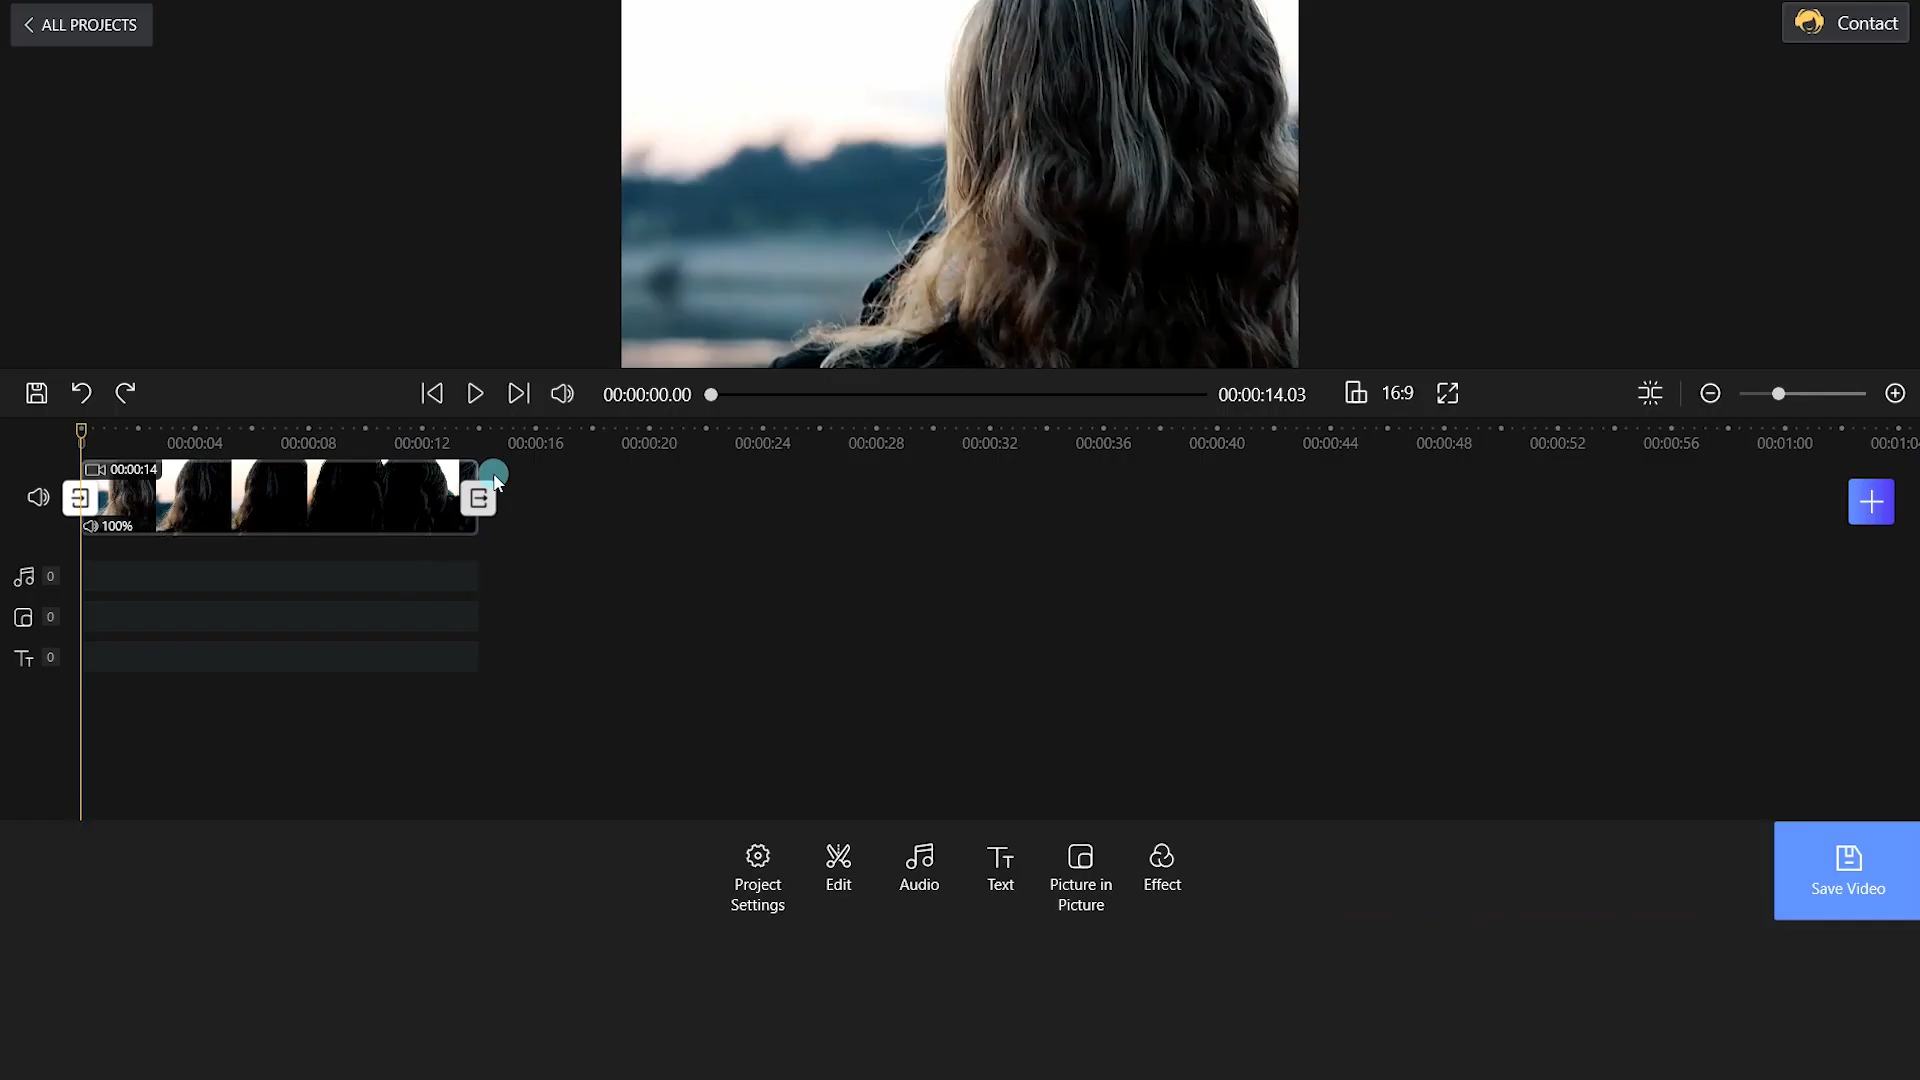 ALL PROJECTS
Contact
00:00:00.00
00:00:14.03
16:9
00:00:04 00:00:08 00:00:12 00:00:16 00:00:20 00:00:24 00:00:28 00:00:32 00:00:36 00:00:40 00:00:44 00:00:48 00:00:52 00:00:56 00:01:00 00:01:0
00:00:14
100%
0
0
TT 0
Project
Settings
Edit
Audio
Text
Picture in
Picture
Effect
Save Video